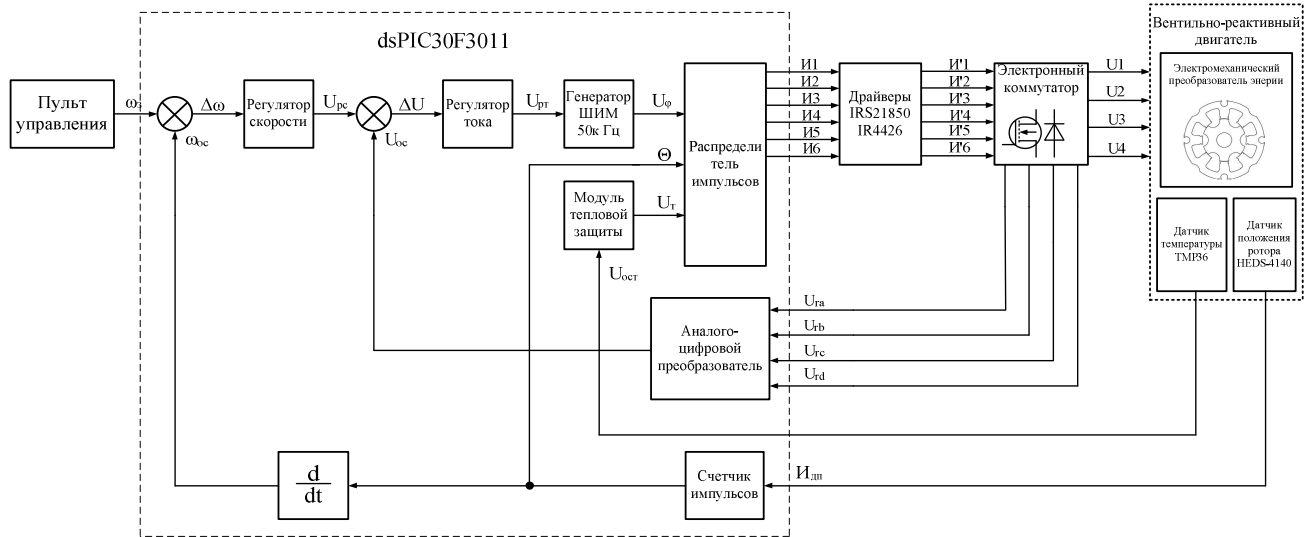 dsPIC30F3011
Вентильно-реактивный
двигатель
Пульт
управления
ωз
Δω
ωос
Регулятор
скорости
Uрс
ΔU
Uос
Регулятор
тока
Uрт
Генератор
ШИМ
50к Гц
Uφ
Θ
Модуль
тепловой
защиты
Uт
Uост
Распредели
тель
импульсов
И1
И2
И3
И4
И5
И6
Драйверы
IRS21850
IR4426
И'1
И'2
И'3
И'4
И'5
И'6
Электронный
коммутатор
U1
U2
U3
U4
Электромеханический
преобразователь энерии
Датчик
температуры
TMP36
Датчик
положения
ротора
HEDS-4140
Аналого-
цифровой
преобразователь
Ura
Urb
Urc
Urd
d
dt
Счетчик
импульсов
Идп